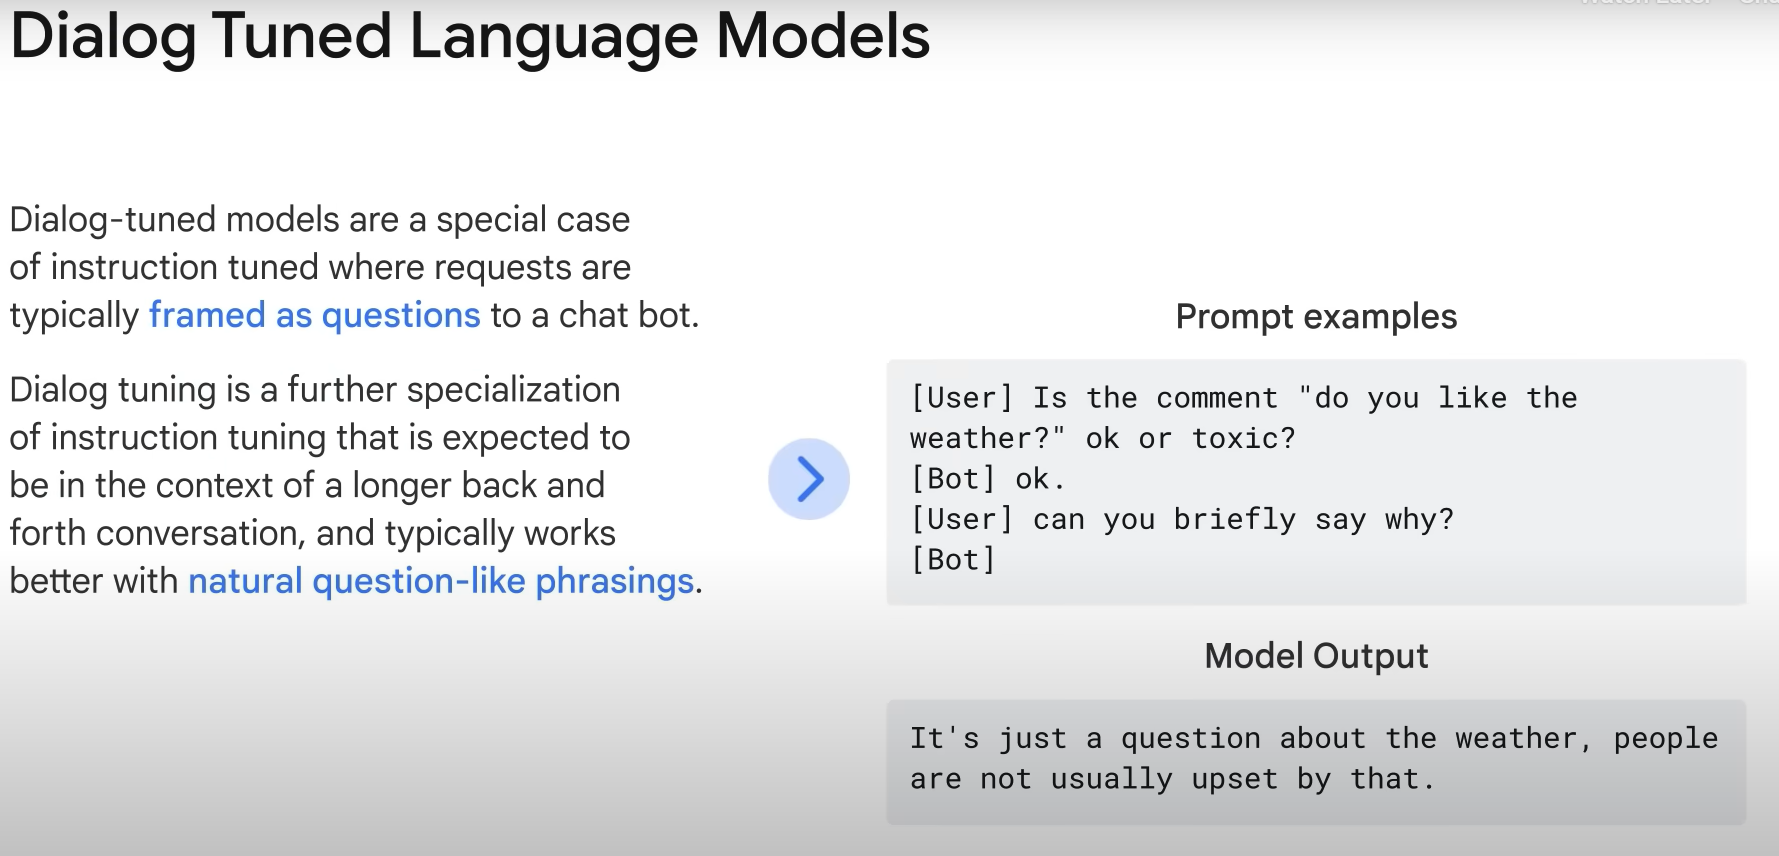 Dialog Tuned Language Models
Dialog-tuned models are a special case
of instruction tuned where requests are
typically framed as questions to a chat bot.
Dialog tuning is a further specialization
of instruction tuning that is expected to
be in the context of a longer back and
forth conversation, and typically works
better with natural question-like phrasings.
Prompt examples
[User] Is the comment "do you like the
weather?" ok or toxic?
[Bot] ok.
[User] can you briefly say why?
[Bot]
Model Output
It's just a question about the weather, people
are not usually upset by that.